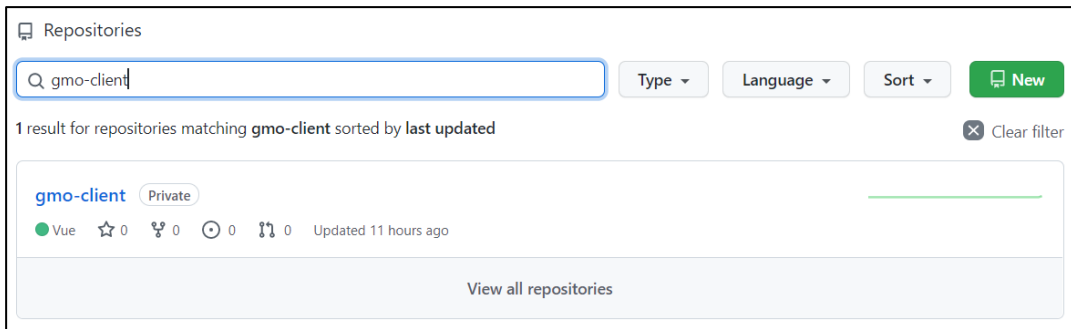 Repositories
gmo-client Type Language Sort New
1 result for repositories matching gmo-client sorted by last updated Clear filter
gmo-client Private
Vue 0 0 0 0 Updated 11 hours ago
View all repositories